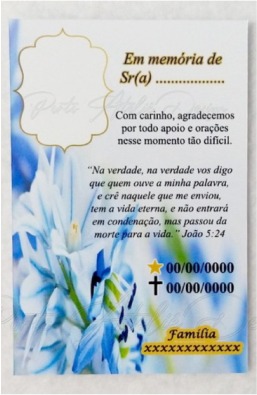 Em memória de
Sr(a) ..................
Com carinho, agradecemos
por todo apoio e orações
nesse momento tão difícil.
"Na verdade, na verdade vos digo
que quem ouve a minha palavra,
e crê naquele que me enviou,
tem a vida eterna, e não entrará
em condenação, mas passou da
morte para a vida." João 5:24
00/00/0000
00/00/0000
Família
xxxxxxxxxxxx